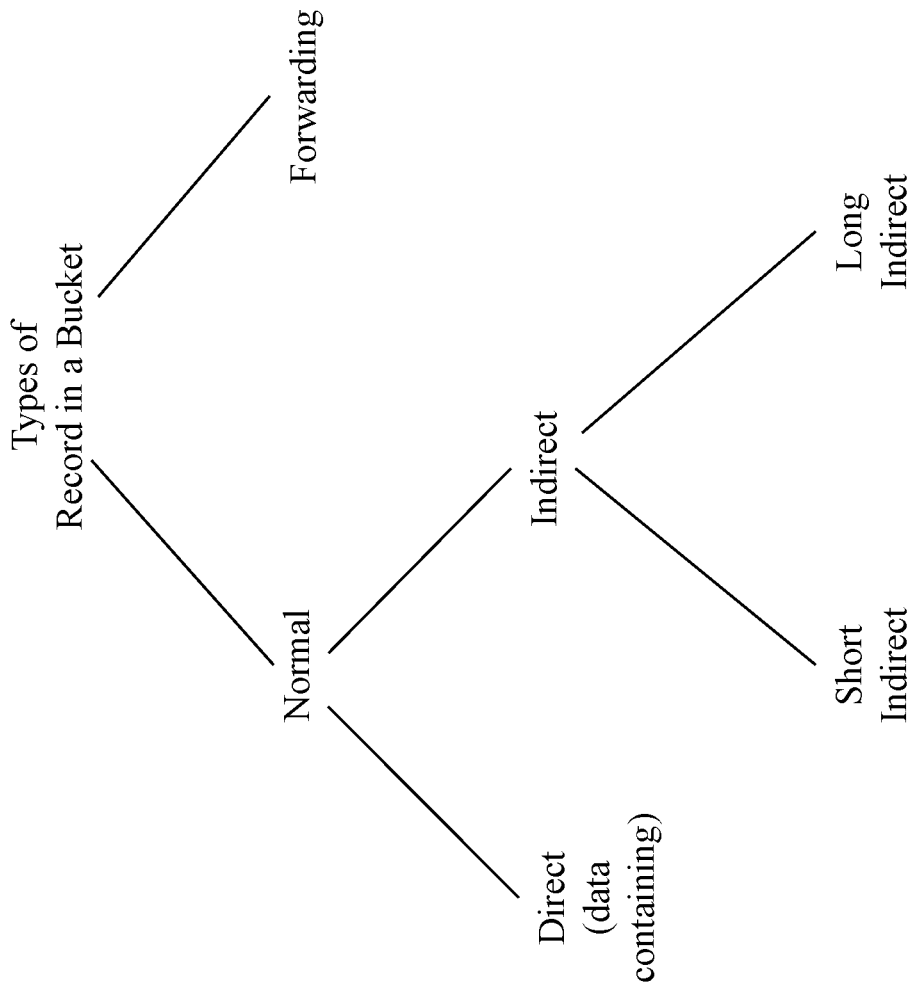 Types of
Record in a Bucket
Normal
Forwarding
Direct
(data
containing)
Indirect
Short
Indirect
Long
Indirect